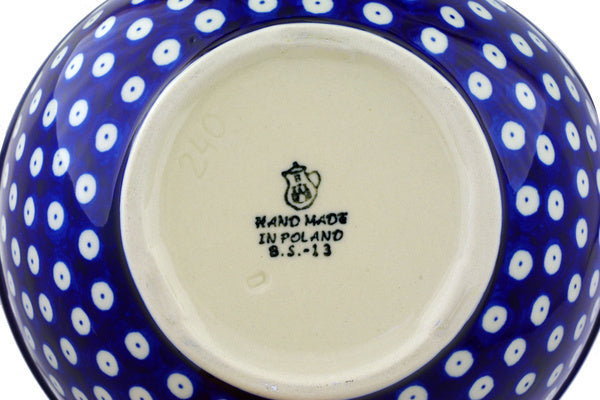 240
HAND MADE
IN POLAND
B.S.-13